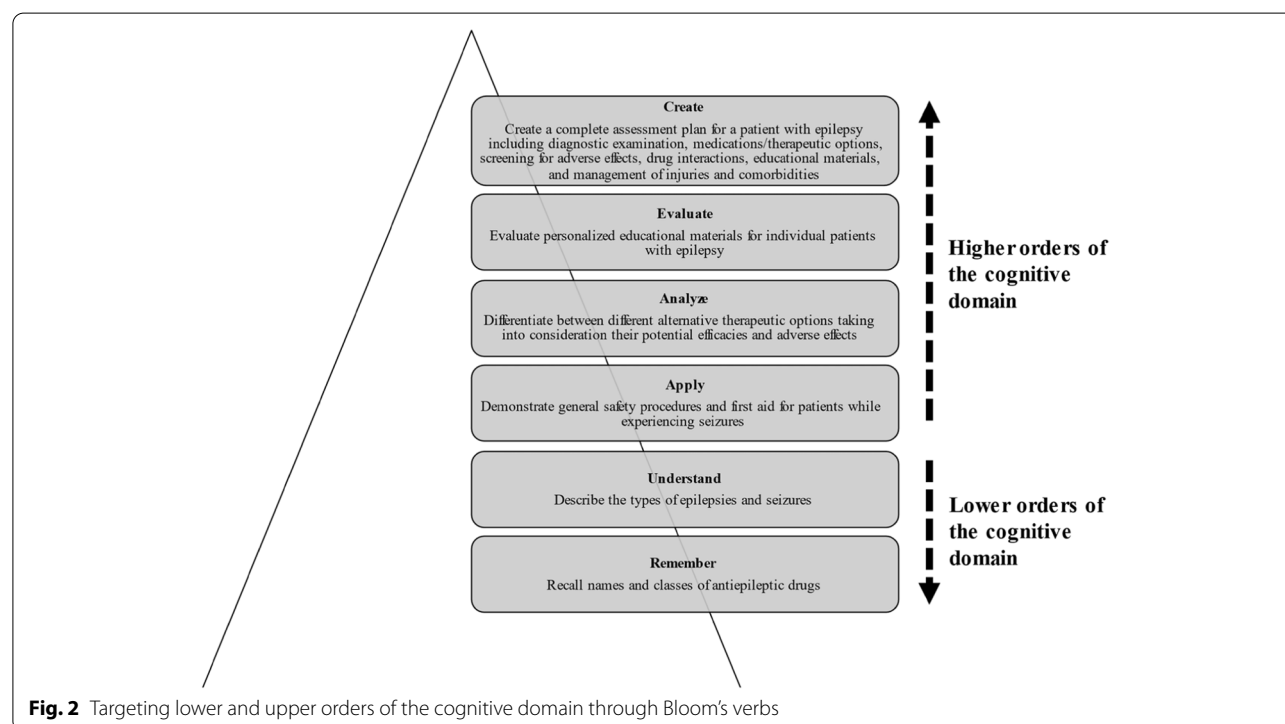 Create
Create a complete assessment plan for a patient with epilepsy
including diagnostic examination, medications/therapeutic options,
screening for adverse effects, drug interactions, educational materials,
and management of injuries and comorbidities
Evaluate
Evaluate personalized educational materials for individual patients
with epilepsy
Analyze
Differentiate between different alternative therapeutic options taking
into consideration their potential efficacies and adverse effects
Apply
Demonstrate general safety procedures and first aid for patients while
experiencing seizures
Understand
Describe the types of epilepsies and seizures
Remember
Recall names and classes of antiepileptic drugs
Higher orders of
the cognitive
domain
Lower orders of
the cognitive
domain
Fig. 2 Targeting lower and upper orders of the cognitive domain through Bloom's verbs